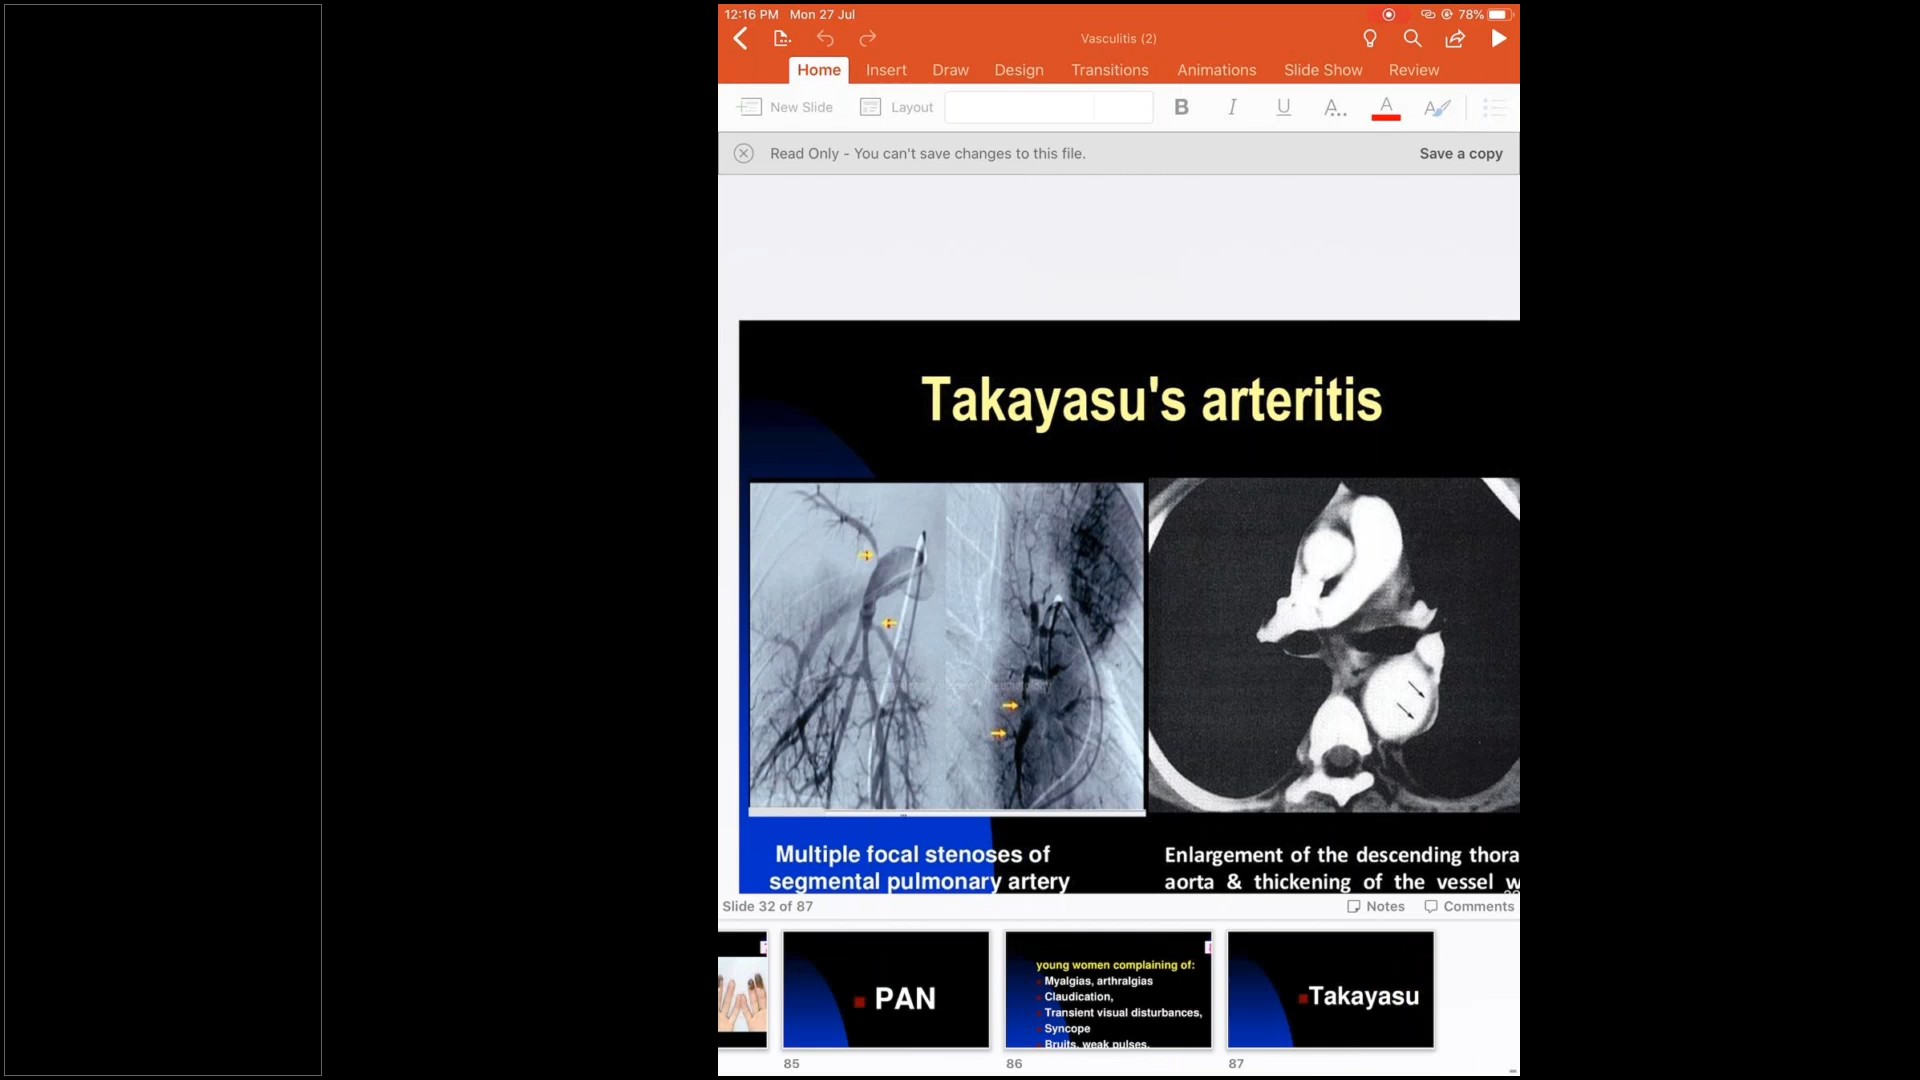 12:16 PM Mon 27 Jul
78%
Vasculitis (2)
Home Insert Draw Design Transitions Animations Slide Show Review
New Slide Layout B I U A... A A
Read Only - You can't save changes to this file. Save a copy
Takayasu's arteritis
Multiple focal stenoses of
segmental pulmonary artery
Enlargement of the descending thora
aorta & thickening of the vessel w
Slide 32 of 87 Notes Comments
PAN
young women complaining of:
Myalgias, arthralgias
Claudication,
Transient visual disturbances,
Syncope
Bruits, weak pulses,
Takayasu
85 86 87